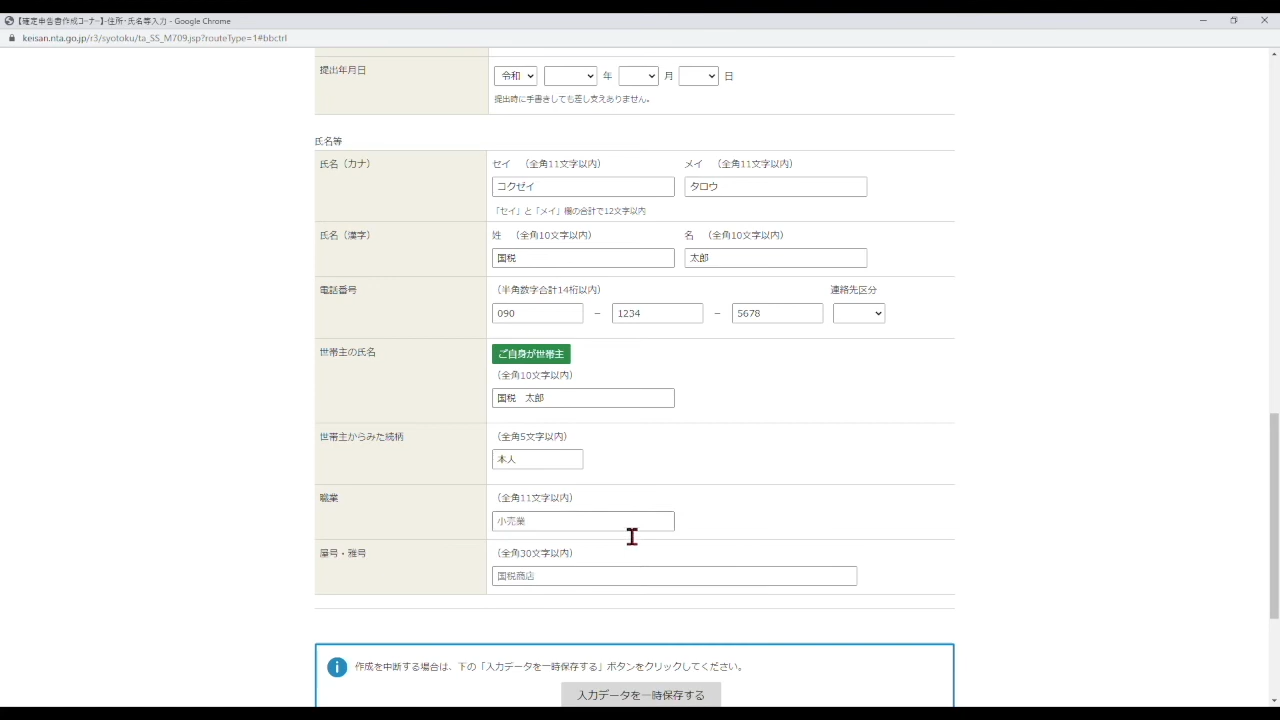 【確定申告書作成コーナー】-住所・氏名等入力 - Google Chrome
keisan.nta.go.jp/r3/syotoku/ta_SS_M709.jsp?routeType=1#bbctrl
提出年月日
令和 年 月 日
提出時に手書きしても差し支えありません。
氏名等
氏名（カナ） セイ （全角11文字以内） メイ （全角11文字以内）
コクゼイ タロウ
「セイ」と「メイ」欄の合計で12文字以内
氏名（漢字） 姓 （全角10文字以内） 名 （全角10文字以内）
国税 太郎
電話番号 （半角数字合計14桁以内） 連絡先区分
090 － 1234 － 5678
世帯主の氏名 ご自身が世帯主
（全角10文字以内）
国税　太郎
世帯主からみた続柄 （全角5文字以内）
本人
職業 （全角11文字以内）
小売業
屋号・雅号 （全角30文字以内）
国税商店
作成を中断する場合は、下の「入力データを一時保存する」ボタンをクリックしてください。
入力データを一時保存する